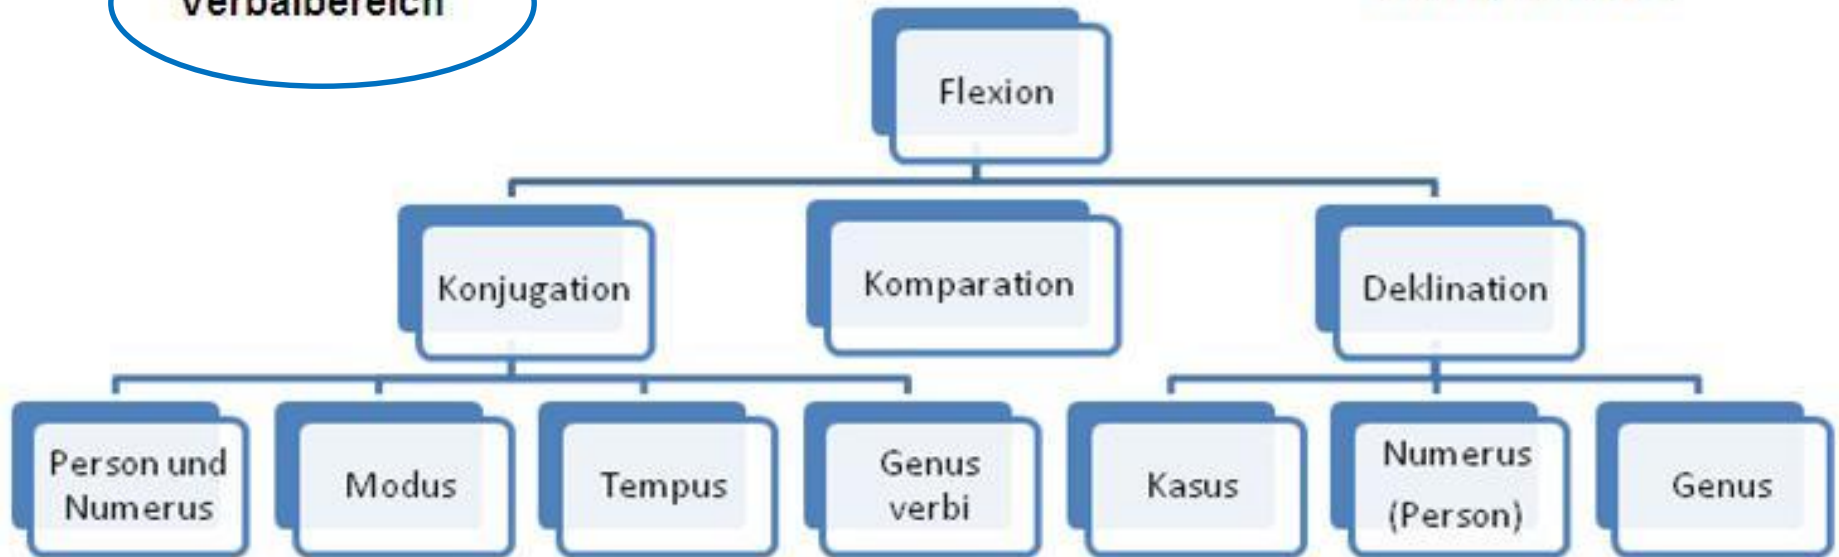 Verbalbereich
Flexion
Konjugation
Komparation
Deklination
Person und
Numerus
Modus
Tempus
Genus
verbi
Kasus
Numerus
(Person)
Genus